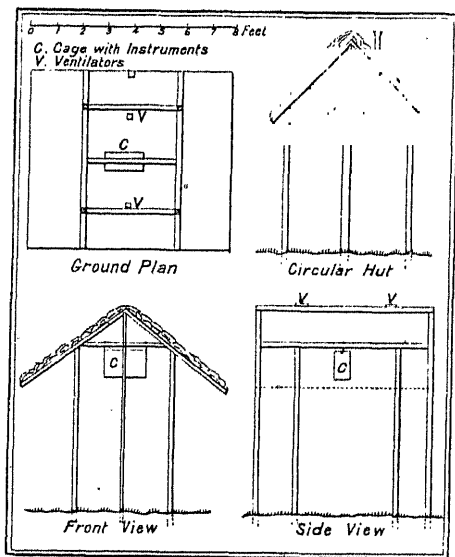 0 1 2 3 4 5 6 7 8 Feet
C. Cage with Instruments
V. Ventilators
V
C
V
Ground Plan
Circular Hut
C
Front View
V. V.
C
Side View